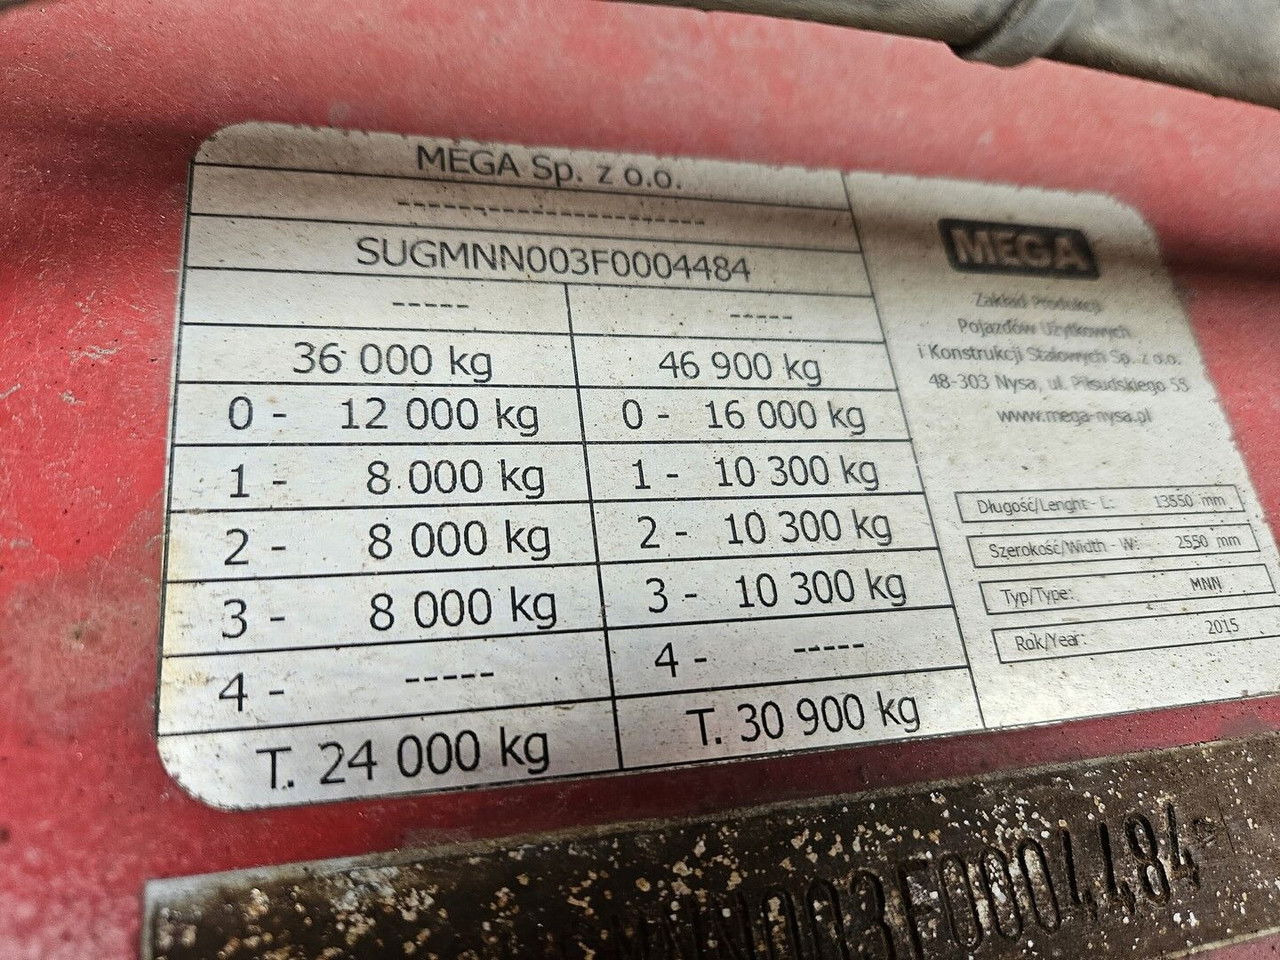 MEGA Sp. z o.o.
----------------------
SUGMNN003F0004484
----- -----
36 000 kg 46 900 kg
0 - 12 000 kg 0 - 16 000 kg
1 - 8 000 kg 1 - 10 300 kg
2 - 8 000 kg 2 - 10 300 kg
3 - 8 000 kg 3 - 10 300 kg
4 - ----- 4 - -----
T. 24 000 kg T. 30 900 kg
MEGA
Zakład Produkcji
Pojazdów Użytkowych
i Konstrukcji Stalowych Sp. z o.o.
48-303 Nysa, ul. Piłsudskiego 55
www.mega-nysa.pl
Długość/Lenght - L: 13550 mm
Szerokość/Width - W: 2550 mm
Typ/Type: MNN
Rok/Year: 2015
MNN003F0004484